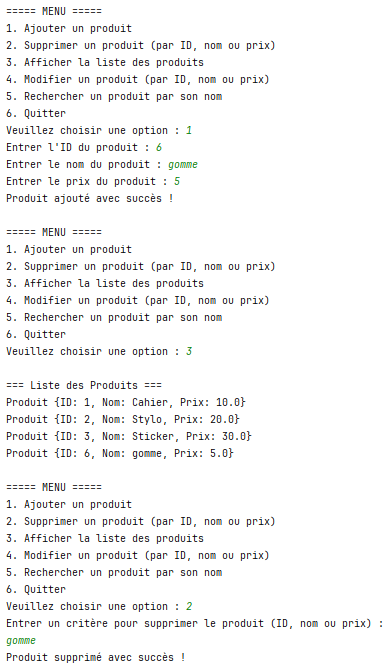 ===== MENU =====
1. Ajouter un produit
2. Supprimer un produit (par ID, nom ou prix)
3. Afficher la liste des produits
4. Modifier un produit (par ID, nom ou prix)
5. Rechercher un produit par son nom
6. Quitter
Veuillez choisir une option : 1
Entrer l'ID du produit : 6
Entrer le nom du produit : gomme
Entrer le prix du produit : 5
Produit ajouté avec succès !
===== MENU =====
1. Ajouter un produit
2. Supprimer un produit (par ID, nom ou prix)
3. Afficher la liste des produits
4. Modifier un produit (par ID, nom ou prix)
5. Rechercher un produit par son nom
6. Quitter
Veuillez choisir une option : 3
=== Liste des Produits ===
Produit {ID: 1, Nom: Cahier, Prix: 10.0}
Produit {ID: 2, Nom: Stylo, Prix: 20.0}
Produit {ID: 3, Nom: Sticker, Prix: 30.0}
Produit {ID: 6, Nom: gomme, Prix: 5.0}
===== MENU =====
1. Ajouter un produit
2. Supprimer un produit (par ID, nom ou prix)
3. Afficher la liste des produits
4. Modifier un produit (par ID, nom ou prix)
5. Rechercher un produit par son nom
6. Quitter
Veuillez choisir une option : 2
Entrer un critère pour supprimer le produit (ID, nom ou prix) :
gomme
Produit supprimé avec succès !